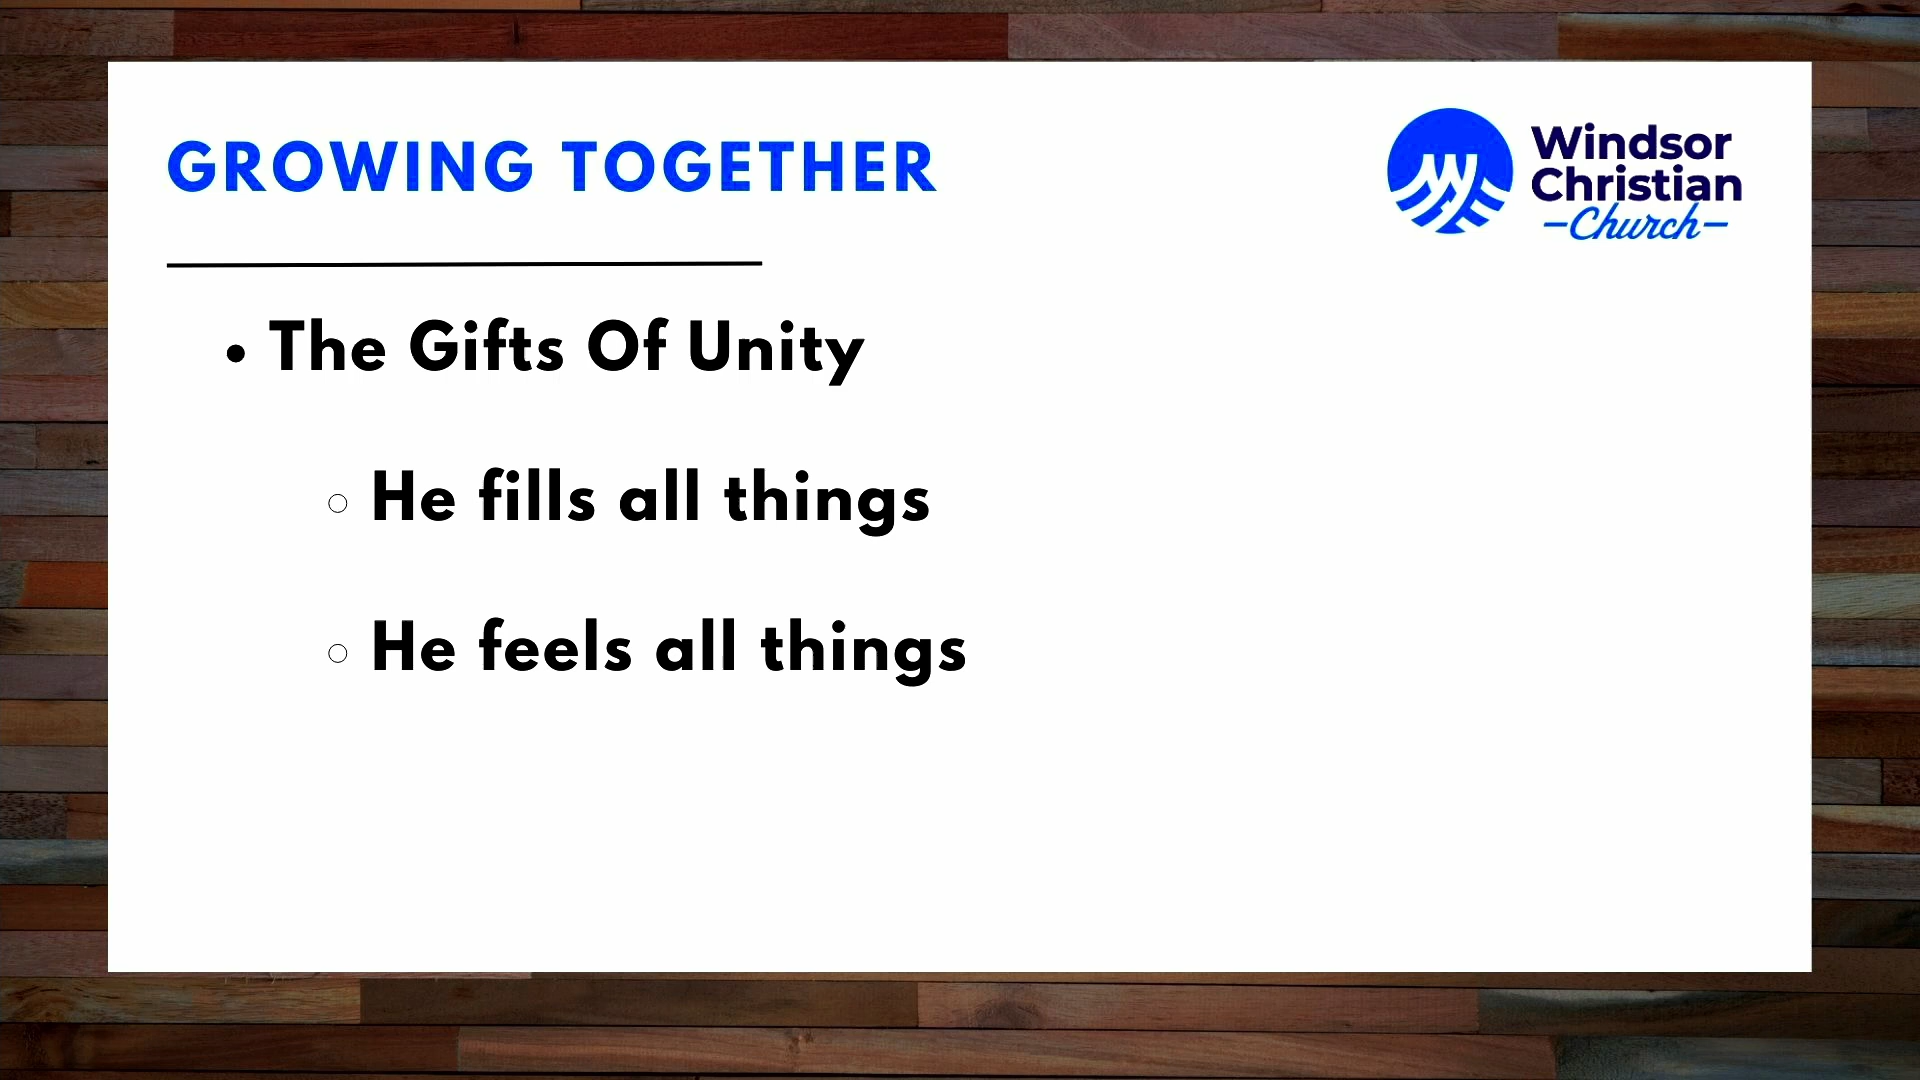 GROWING TOGETHER
Windsor
Christian
-Church-
• The Gifts Of Unity
○ He fills all things
○ He feels all things